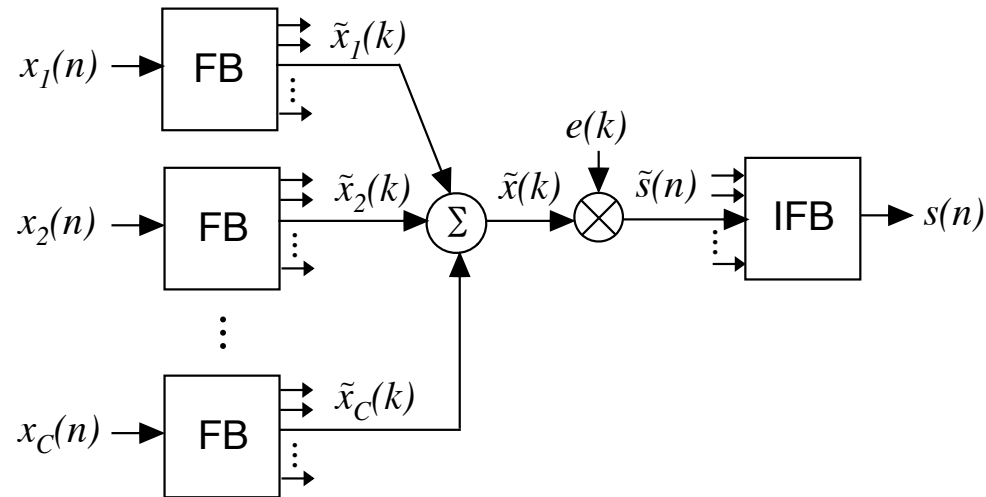 x₁(n)
FB
x̃₁(k)
x₂(n)
FB
x̃₂(k)
Σ
x̃(k)
e(k)
s̃(n)
IFB
s(n)
x_C(n)
FB
x̃_C(k)